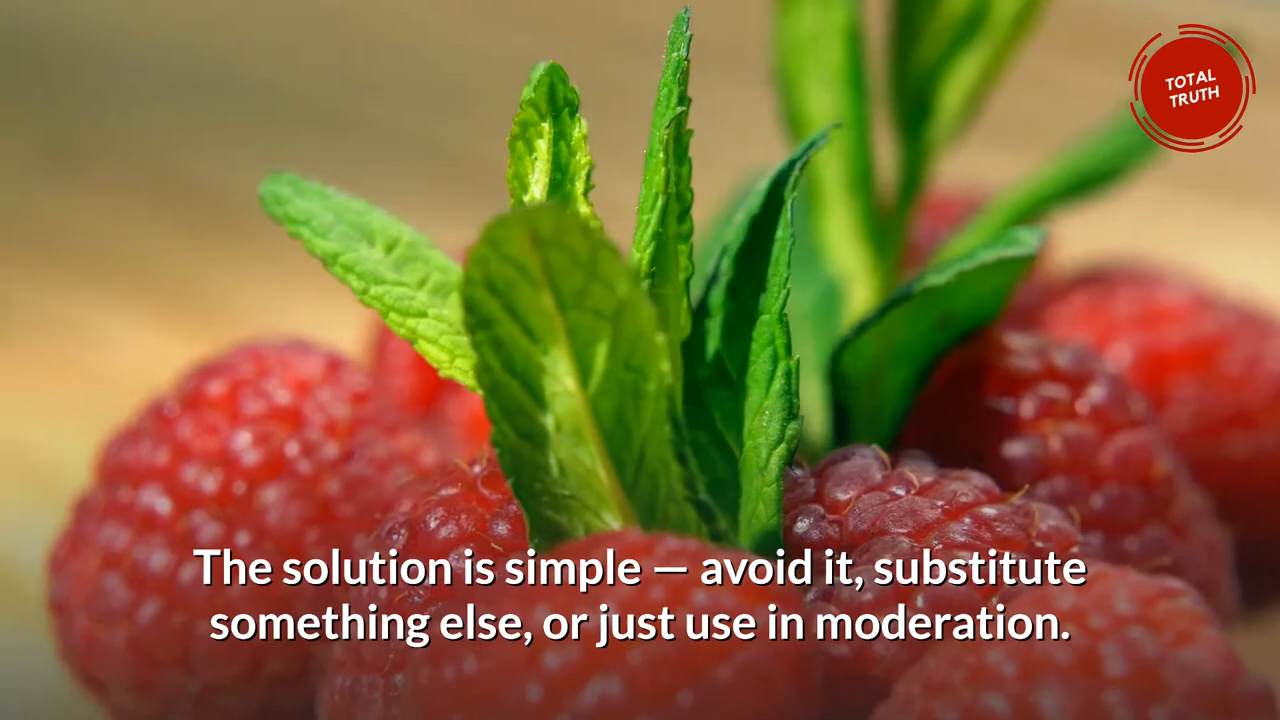 TOTAL
TRUTH
The solution is simple — avoid it, substitute
something else, or just use in moderation.